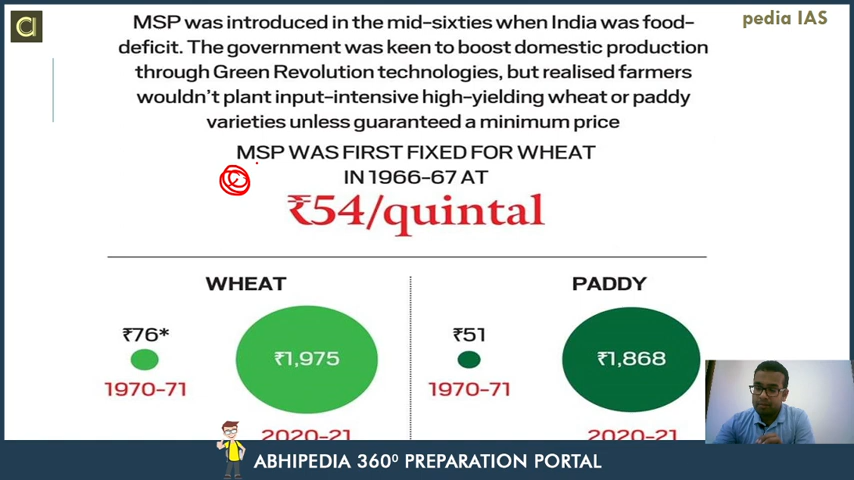 pedia IAS
MSP was introduced in the mid-sixties when India was food-
deficit. The government was keen to boost domestic production
through Green Revolution technologies, but realised farmers
wouldn't plant input-intensive high-yielding wheat or paddy
varieties unless guaranteed a minimum price
MSP WAS FIRST FIXED FOR WHEAT
IN 1966-67 AT
₹54/quintal
WHEAT
₹76*
1970-71
₹1,975
2020-21
PADDY
₹51
1970-71
₹1,868
2020-21
ABHIPEDIA 360⁰ PREPARATION PORTAL